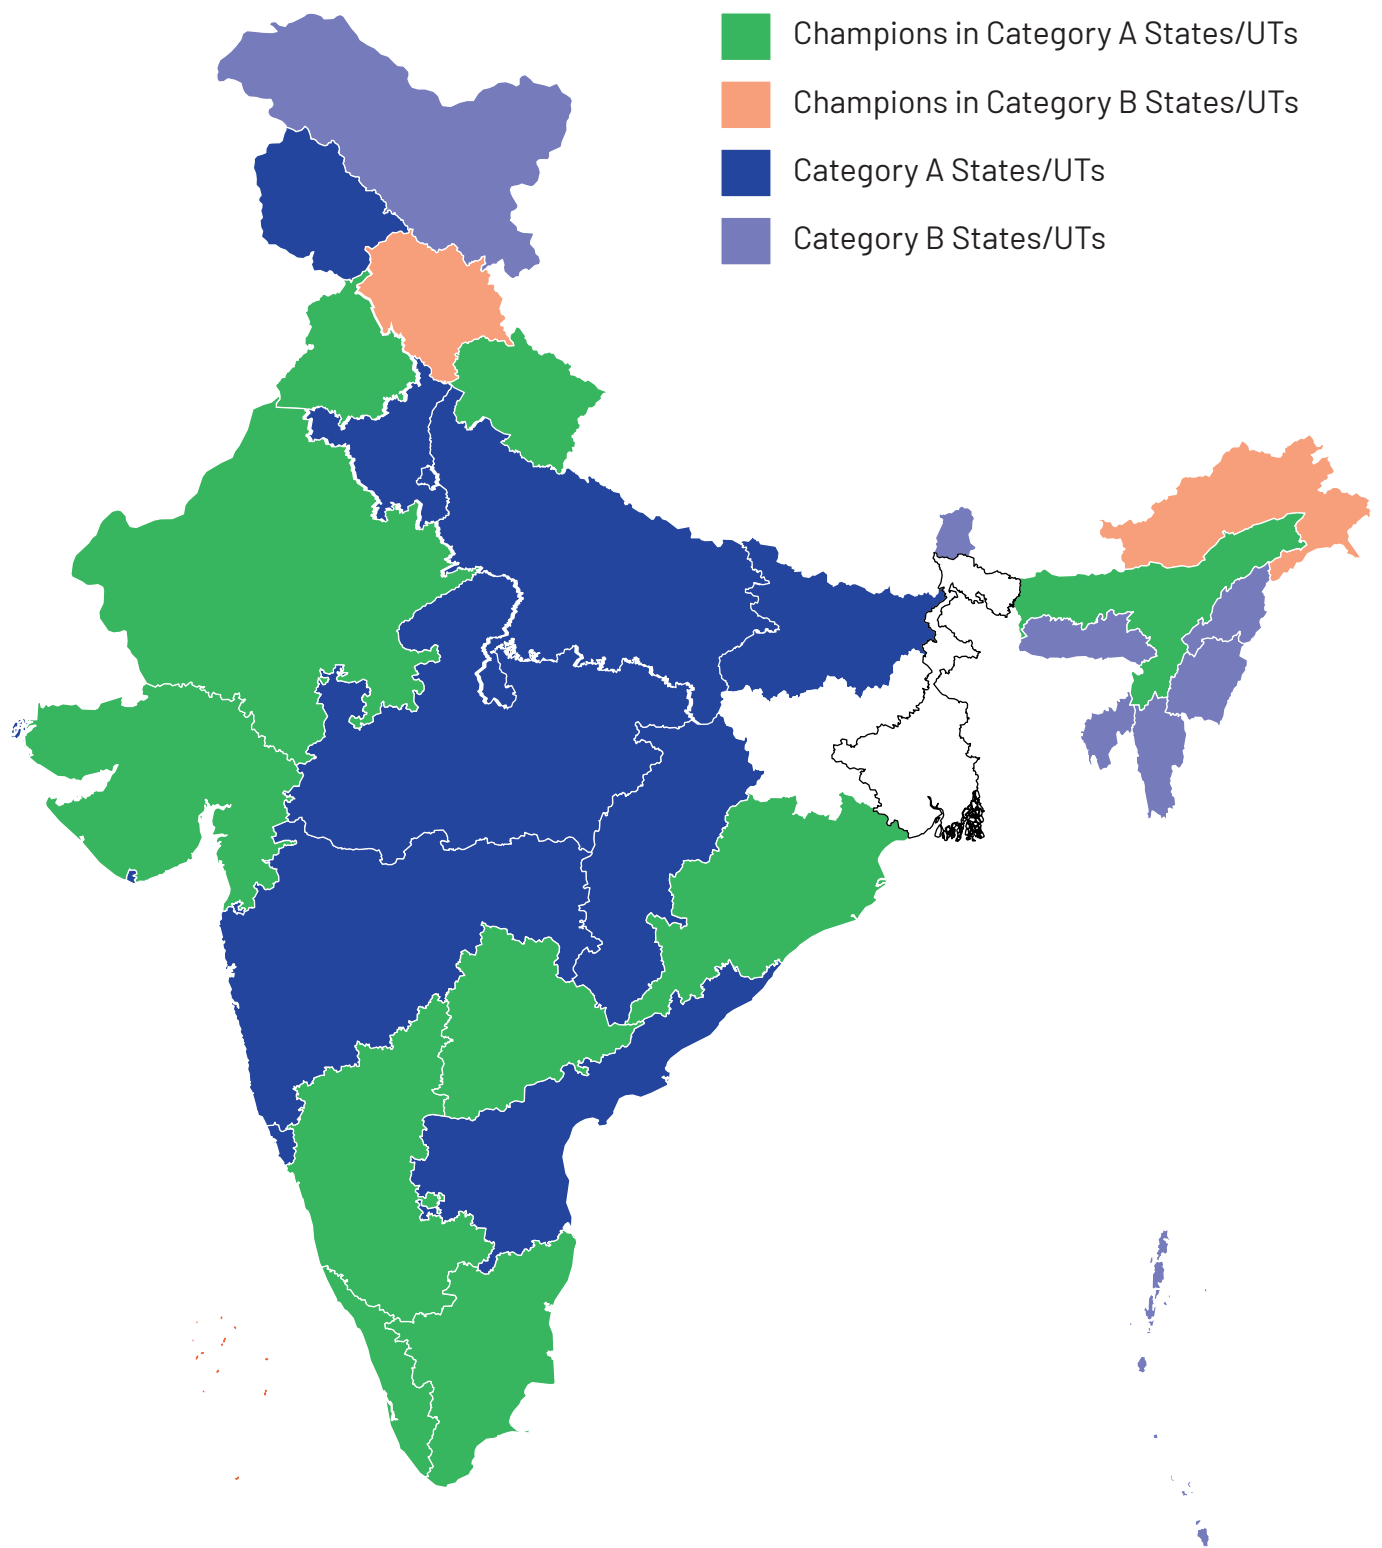 Champions in Category A States/UTs
Champions in Category B States/UTs
Category A States/UTs
Category B States/UTs